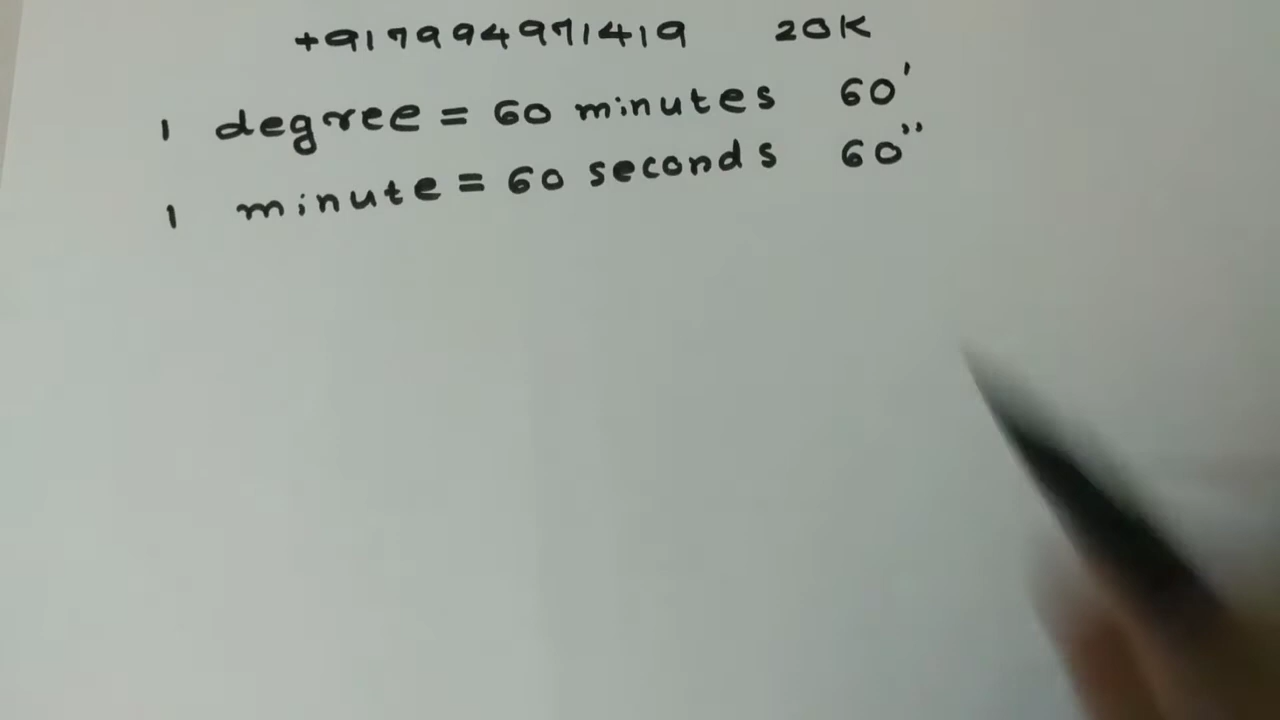 +917994971419 20K
1 degree = 60 minutes 60'
1 minute = 60 seconds 60''